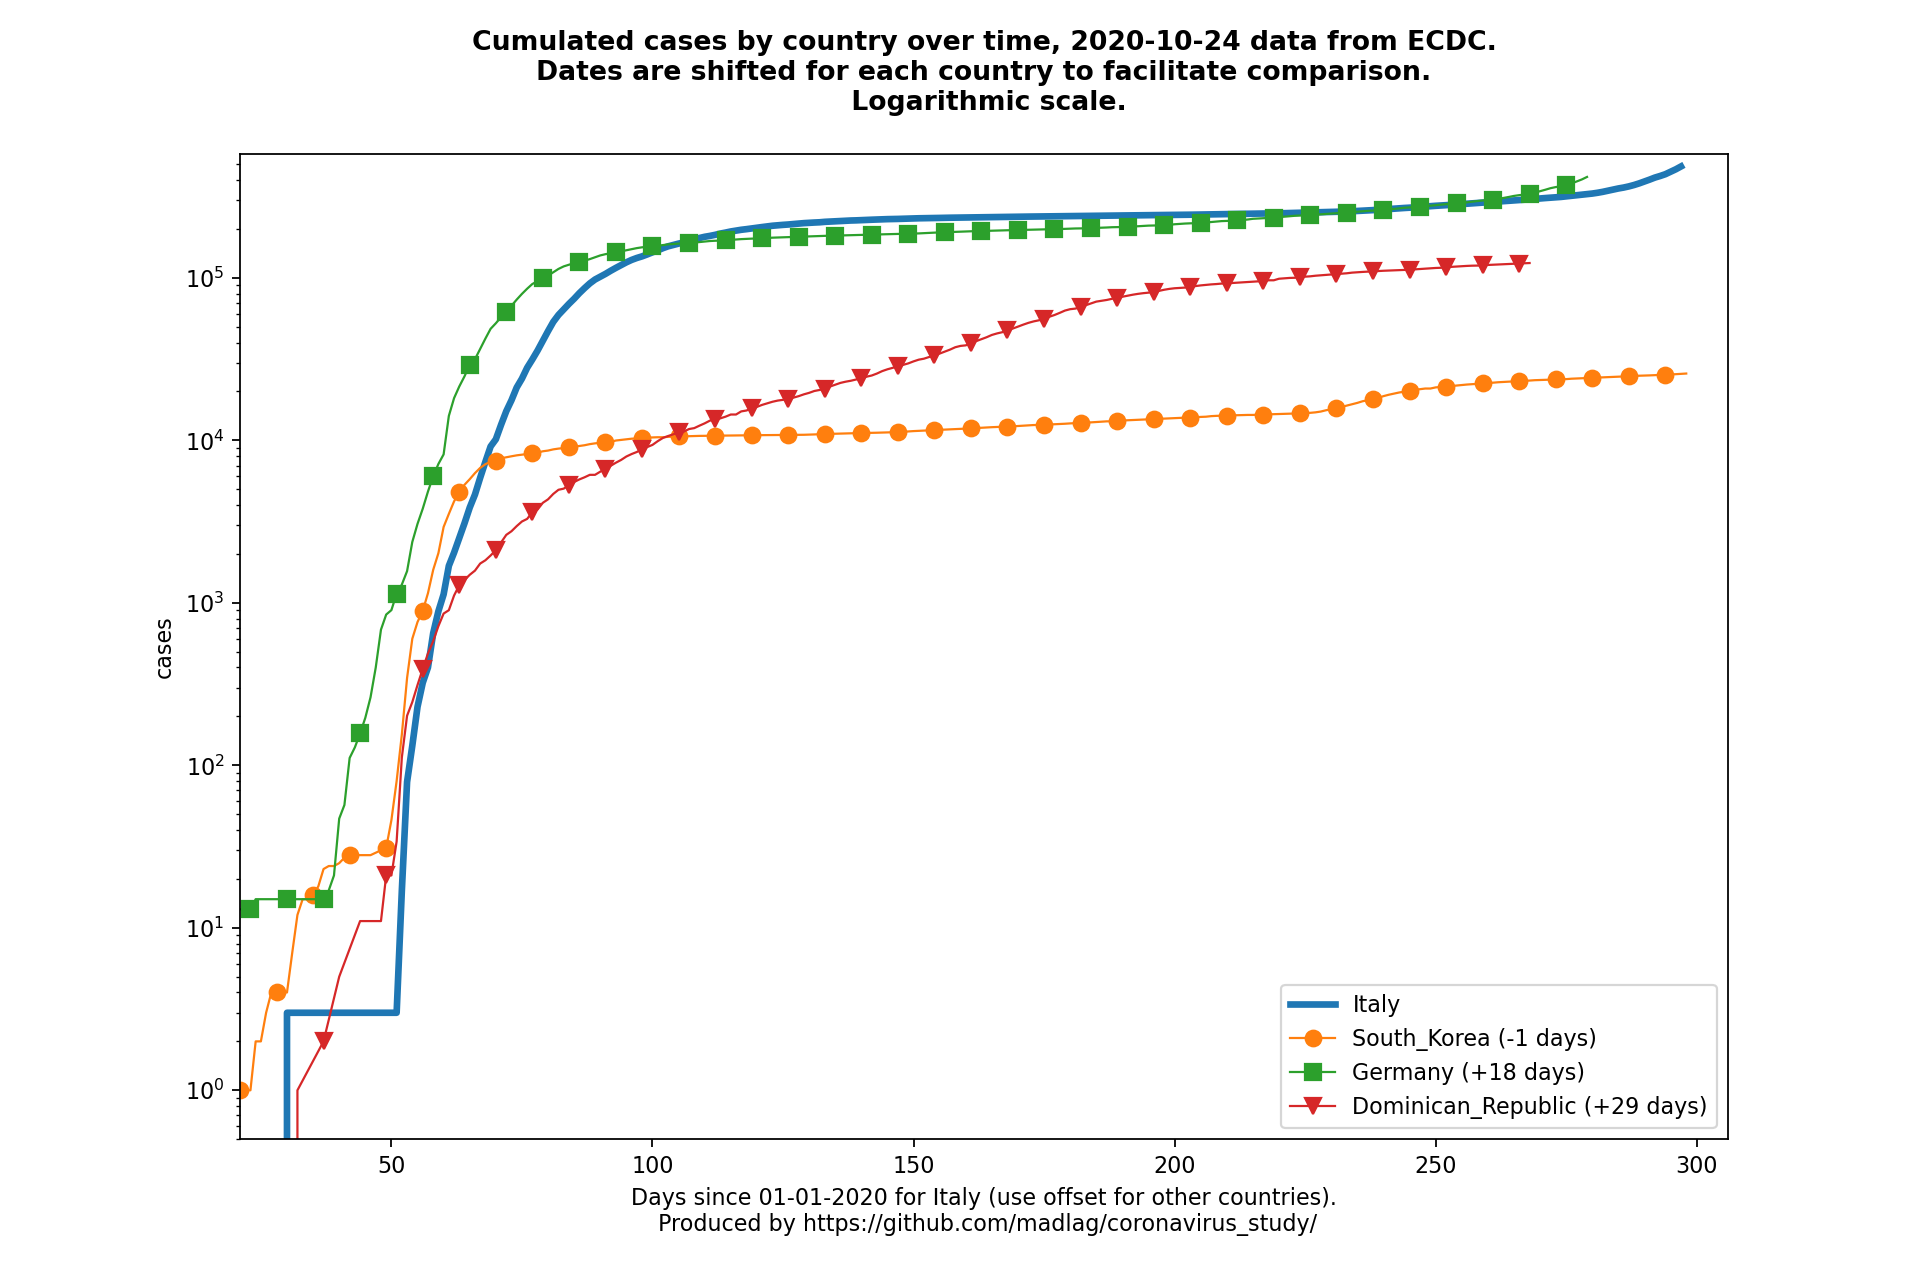 Cumulated cases by country over time, 2020-10-24 data from ECDC.
Dates are shifted for each country to facilitate comparison.
Logarithmic scale.
cases
10^5
10^4
10^3
10^2
10^1
10^0
50 100 150 200 250 300
Italy
South_Korea (-1 days)
Germany (+18 days)
Dominican_Republic (+29 days)
Days since 01-01-2020 for Italy (use offset for other countries).
Produced by https://github.com/madlag/coronavirus_study/